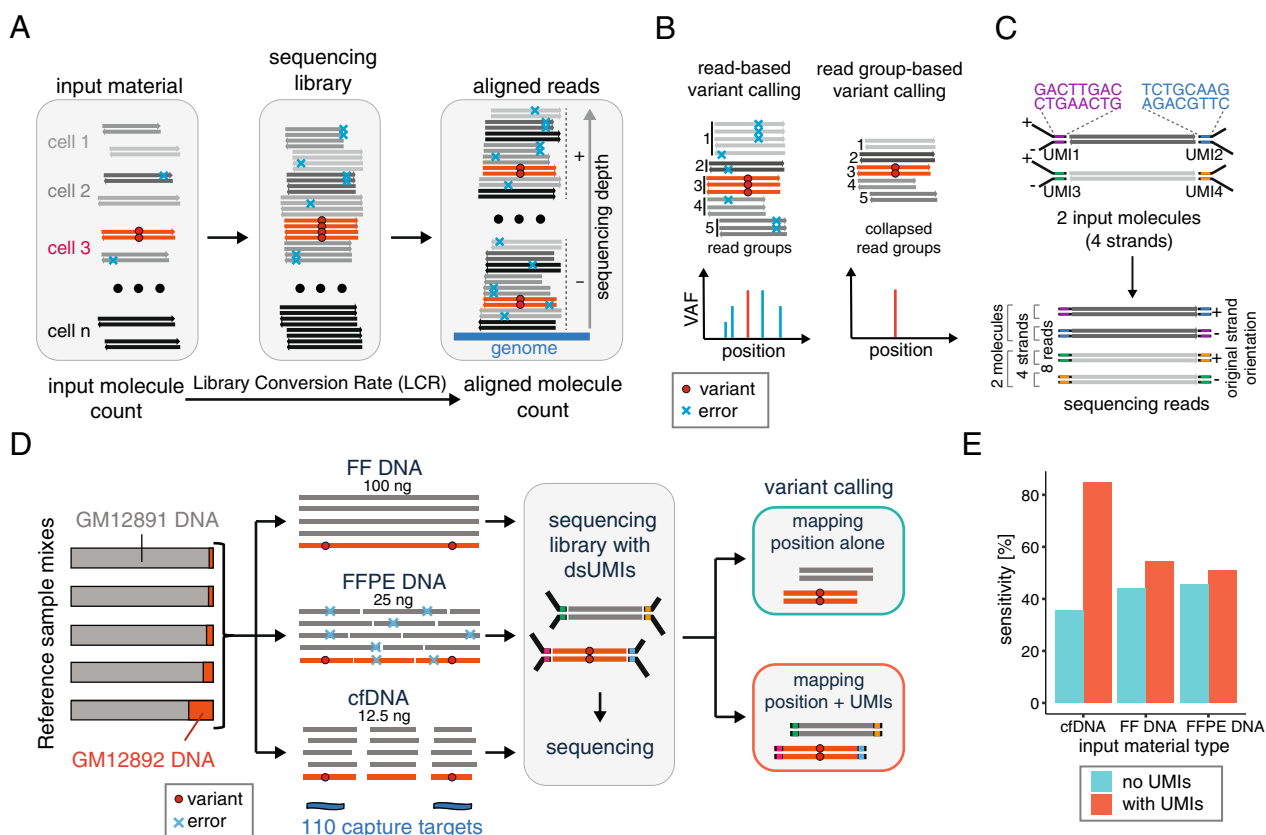 A
input material
sequencing
library
aligned reads
cell 1
cell 2
cell 3
cell n
+
−
sequencing depth
genome
input molecule
count
Library Conversion Rate (LCR)
aligned molecule
count
B
read-based
variant calling
read group-based
variant calling
1
2
3
4
5
read groups
1
2
3
4
5
collapsed
read groups
VAF
position
position
variant
error
C
GACTTGAC
CTGAACTG
TCTGCAAG
AGACGTTC
+
-
UMI1
UMI2
+
-
UMI3
UMI4
2 input molecules
(4 strands)
2 molecules
4 strands
8 reads
+
-
+
-
original strand
orientation
sequencing reads
D
Reference sample mixes
GM12891 DNA
GM12892 DNA
variant
error
FF DNA
100 ng
FFPE DNA
25 ng
cfDNA
12.5 ng
110 capture targets
sequencing
library with
dsUMIs
sequencing
variant calling
mapping
position alone
mapping
position + UMIs
E
sensitivity [%]
80
60
40
20
0
cfDNA
FF DNA
FFPE DNA
input material type
no UMIs
with UMIs